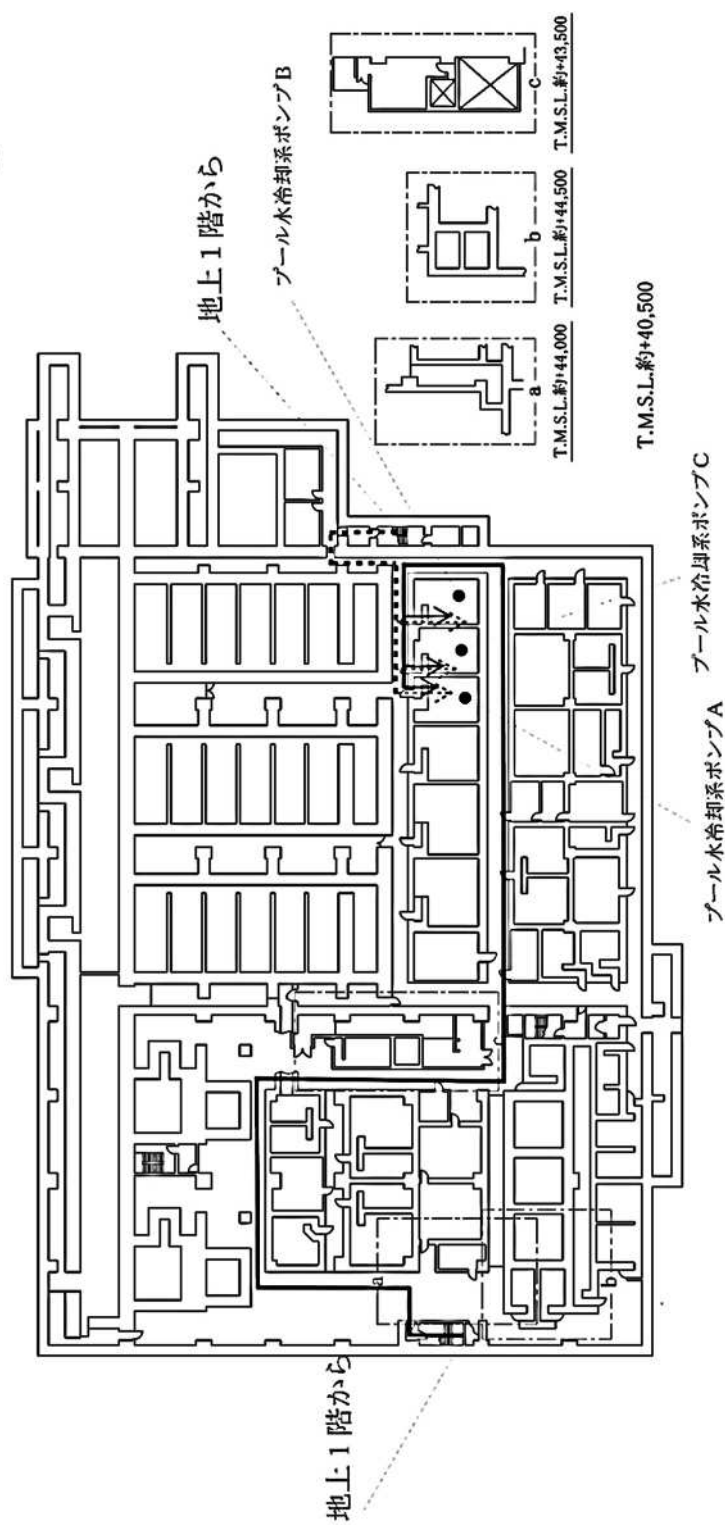 地上1階から
プール水冷却系ポンプB
c
T.M.S.L.約+43,500
b
T.M.S.L.約+44,500
a
T.M.S.L.約+44,000
T.M.S.L.約+40,500
プール水冷却系ポンプC
プール水冷却系ポンプA
地上1階から
a
b